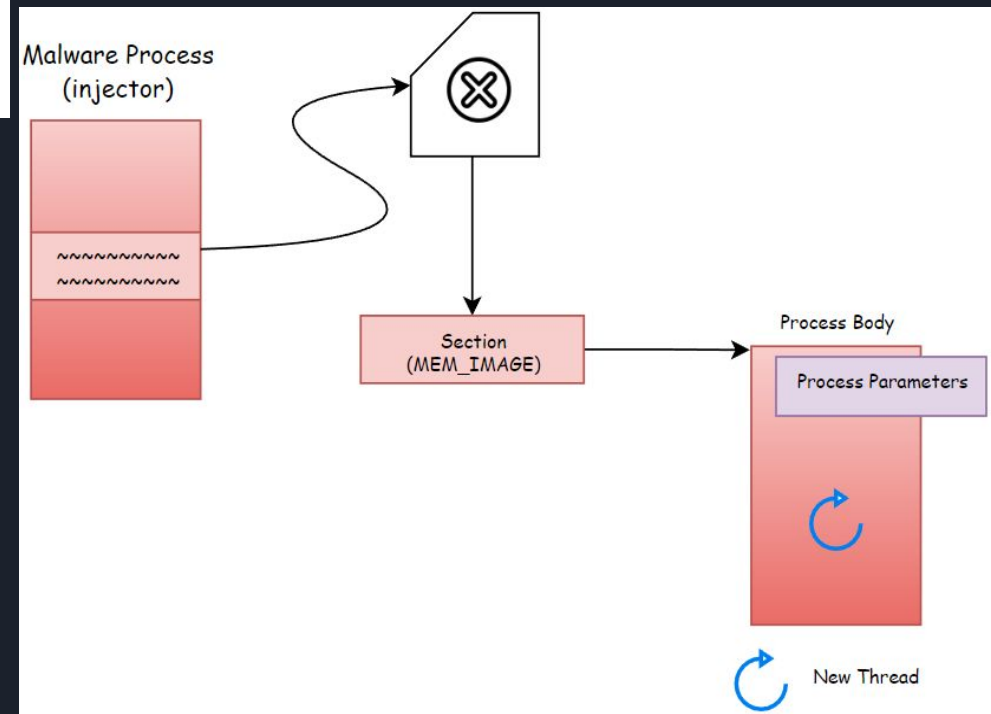 Malware Process
(injector)
~~~~~~~~~~
~~~~~~~~~~
Section
(MEM_IMAGE)
Process Body
Process Parameters
New Thread